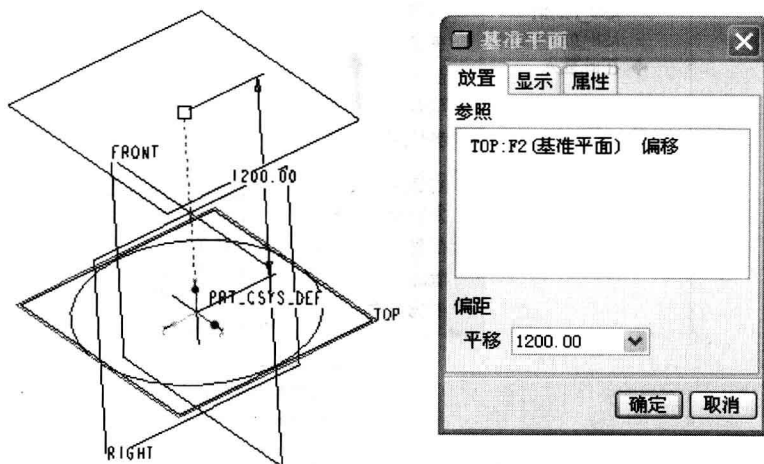 FRONT
1200.00
PRT_CSYS_DEF
TOP
RIGHT
基准平面
放置 显示 属性
参照
TOP:F2(基准平面) 偏移
偏距
平移 1200.00
确定 取消